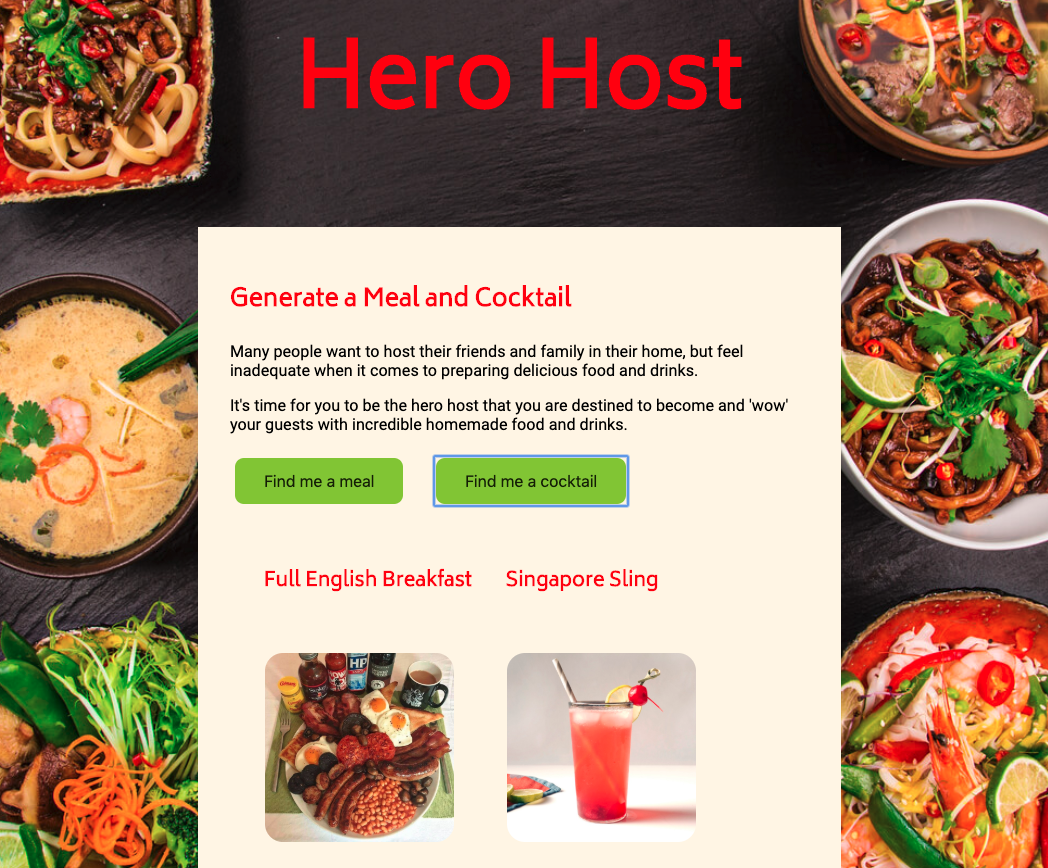 Hero Host
Generate a Meal and Cocktail
Many people want to host their friends and family in their home, but feel
inadequate when it comes to preparing delicious food and drinks.
It's time for you to be the hero host that you are destined to become and 'wow'
your guests with incredible homemade food and drinks.
Find me a meal
Find me a cocktail
Full English Breakfast
Singapore Sling
HP